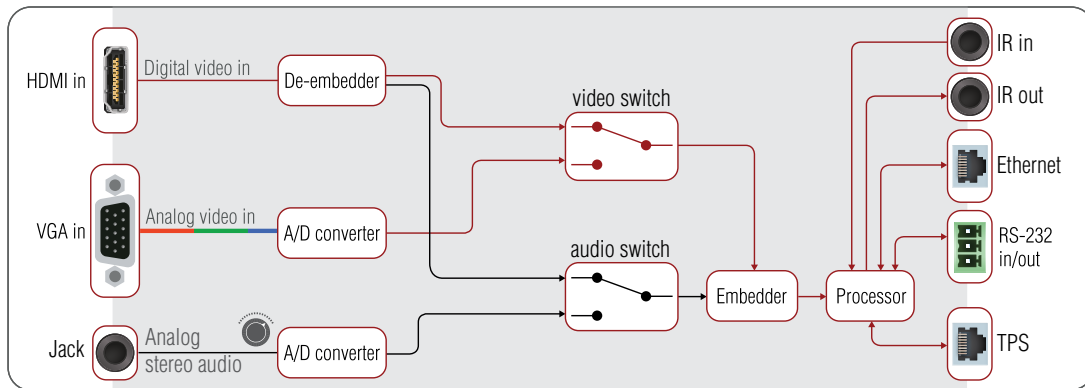 HDMI in
Digital video in
De-embedder
video switch
IR in
IR out
Ethernet
VGA in
Analog video in
A/D converter
audio switch
RS-232
in/out
Embedder
Processor
Jack
Analog
stereo audio
A/D converter
TPS